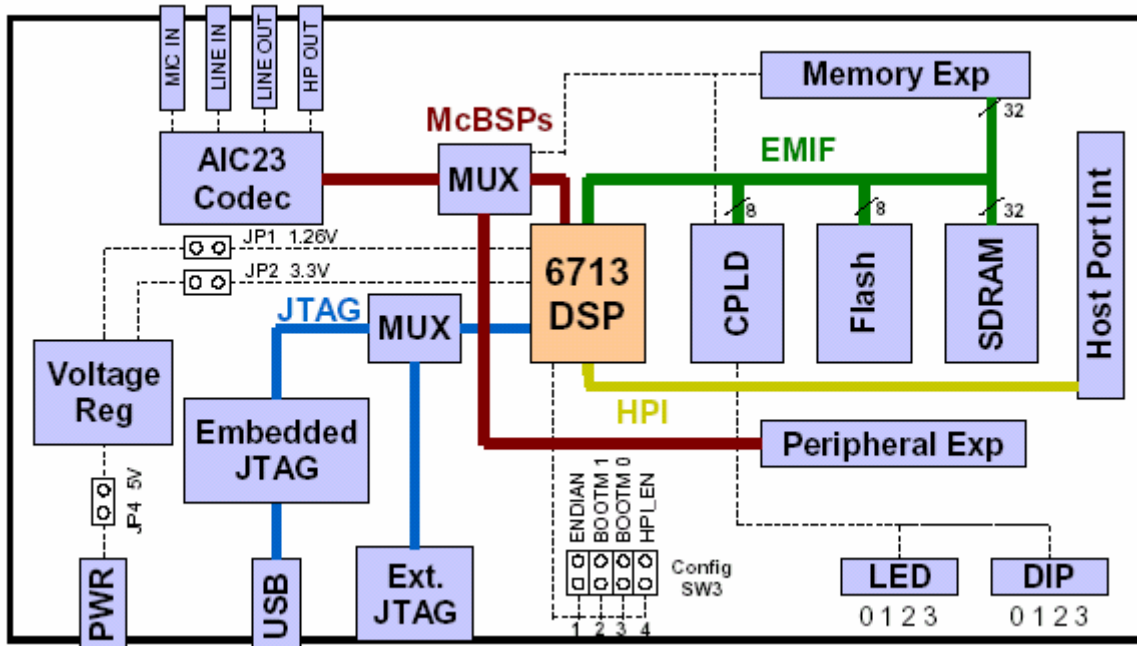 MIC IN
LINE IN
LINE OUT
HP OUT
Memory Exp
32
McBSPs
EMIF
AIC23
Codec
MUX
8
8
32
JP1 1.26V
JP2 3.3V
6713
DSP
CPLD
Flash
SDRAM
Host Port Int
JTAG
MUX
Voltage
Reg
HPI
Embedded
JTAG
Peripheral Exp
JP4 5V
ENDIAN
BOOTM 1
BOOTM 0
HPI_EN
Config
SW3
PWR
USB
Ext.
JTAG
LED
DIP
1 2 3 4
0 1 2 3
0 1 2 3